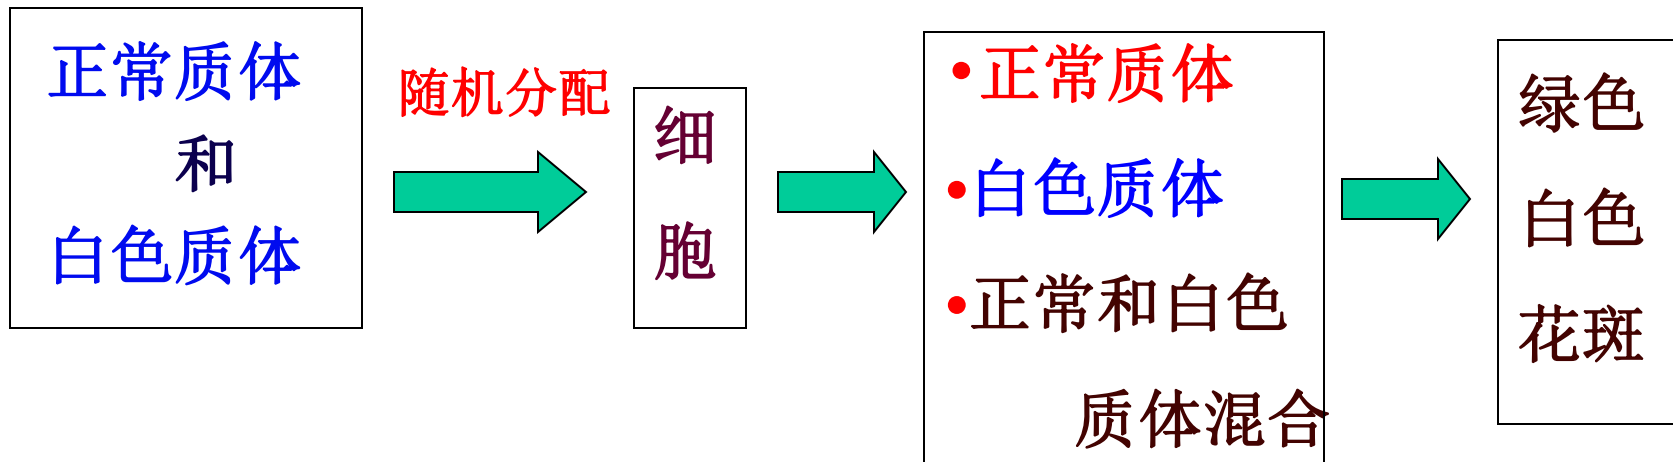 正常质体
和
白色质体
随机分配
细
胞
•正常质体
•白色质体
•正常和白色
质体混合
绿色
白色
花斑